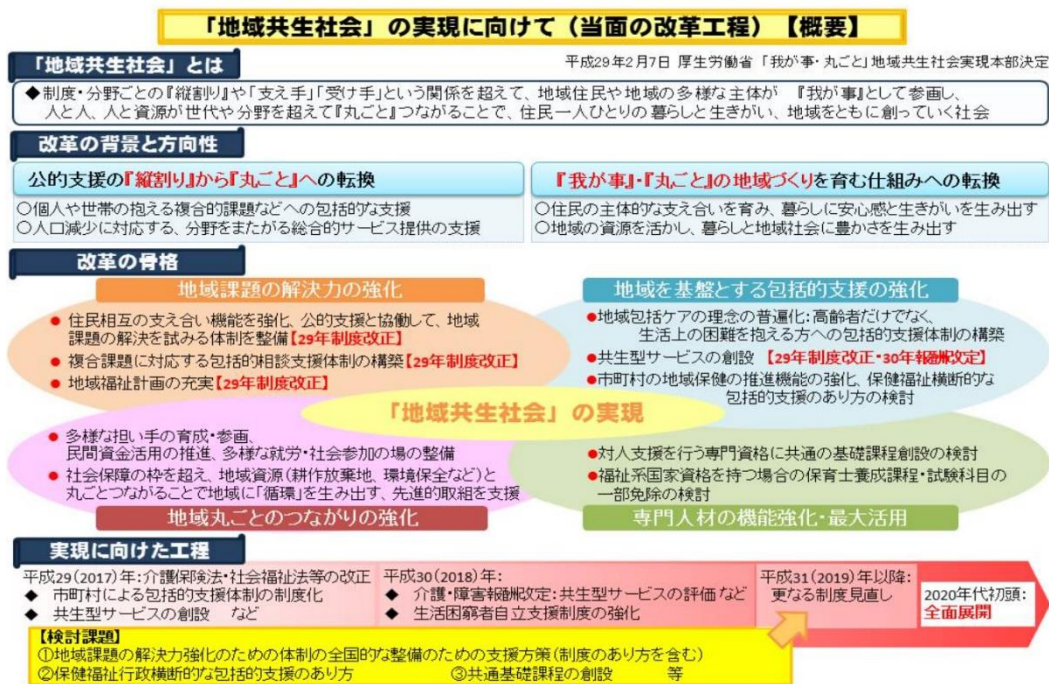 「地域共生社会」の実現に向けて（当面の改革工程）【概要】
「地域共生社会」とは
平成29年2月7日 厚生労働省 「我が事・丸ごと」地域共生社会実現本部決定
◆制度・分野ごとの『縦割り』や「支え手」「受け手」という関係を超えて、地域住民や地域の多様な主体が 『我が事』として参画し、
人と人、人と資源が世代や分野を超えて『丸ごと』つながることで、住民一人ひとりの暮らしと生きがい、地域をともに創っていく社会
改革の背景と方向性
公的支援の『縦割り』から『丸ごと』への転換
○個人や世帯の抱える複合的課題などへの包括的な支援
○人口減少に対応する、分野をまたがる総合的サービス提供の支援
『我が事』・『丸ごと』の地域づくりを育む仕組みへの転換
○住民の主体的な支え合いを育み、暮らしに安心感と生きがいを生み出す
○地域の資源を活かし、暮らしと地域社会に豊かさを生み出す
改革の骨格
地域課題の解決力の強化
● 住民相互の支え合い機能を強化、公的支援と協働して、地域
課題の解決を試みる体制を整備【29年制度改正】
● 複合課題に対応する包括的相談支援体制の構築【29年制度改正】
● 地域福祉計画の充実【29年制度改正】
地域を基盤とする包括的支援の強化
●地域包括ケアの理念の普遍化：高齢者だけでなく、
生活上の困難を抱える方への包括的支援体制の構築
●共生型サービスの創設 【29年制度改正・30年報酬改定】
●市町村の地域保健の推進機能の強化、保健福祉横断的な
包括的支援のあり方の検討
「地域共生社会」の実現
● 多様な担い手の育成・参画、
民間資金活用の推進、多様な就労・社会参加の場の整備
● 社会保障の枠を超え、地域資源（耕作放棄地、環境保全など）と
丸ごとつながることで地域に「循環」を生み出す、先進的取組を支援
地域丸ごとのつながりの強化
●対人支援を行う専門資格に共通の基礎課程創設の検討
●福祉系国家資格を持つ場合の保育士養成課程・試験科目の
一部免除の検討
専門人材の機能強化・最大活用
実現に向けた工程
平成29（2017）年：介護保険法・社会福祉法等の改正
◆ 市町村による包括的支援体制の制度化
◆ 共生型サービスの創設 など
平成30（2018）年：
◆ 介護・障害報酬改定：共生型サービスの評価 など
◆ 生活困窮者自立支援制度の強化
平成31（2019）年以降：
更なる制度見直し
2020年代初頭：
全面展開
【検討課題】
①地域課題の解決力強化のための体制の全国的な整備のための支援方策（制度のあり方を含む）
②保健福祉行政横断的な包括的支援のあり方 ③共通基礎課程の創設 等